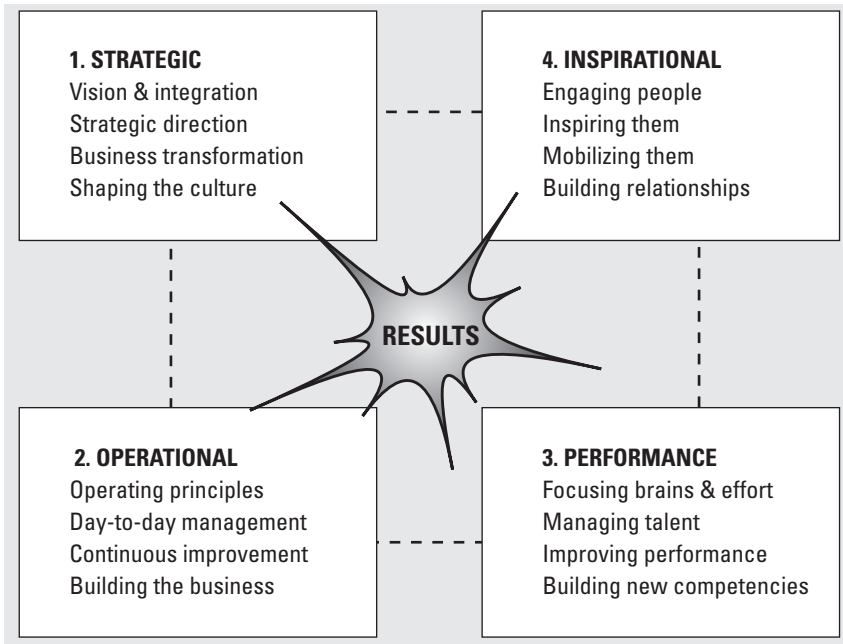 1. STRATEGIC
Vision & integration
Strategic direction
Business transformation
Shaping the culture
4. INSPIRATIONAL
Engaging people
Inspiring them
Mobilizing them
Building relationships
RESULTS
2. OPERATIONAL
Operating principles
Day-to-day management
Continuous improvement
Building the business
3. PERFORMANCE
Focusing brains & effort
Managing talent
Improving performance
Building new competencies